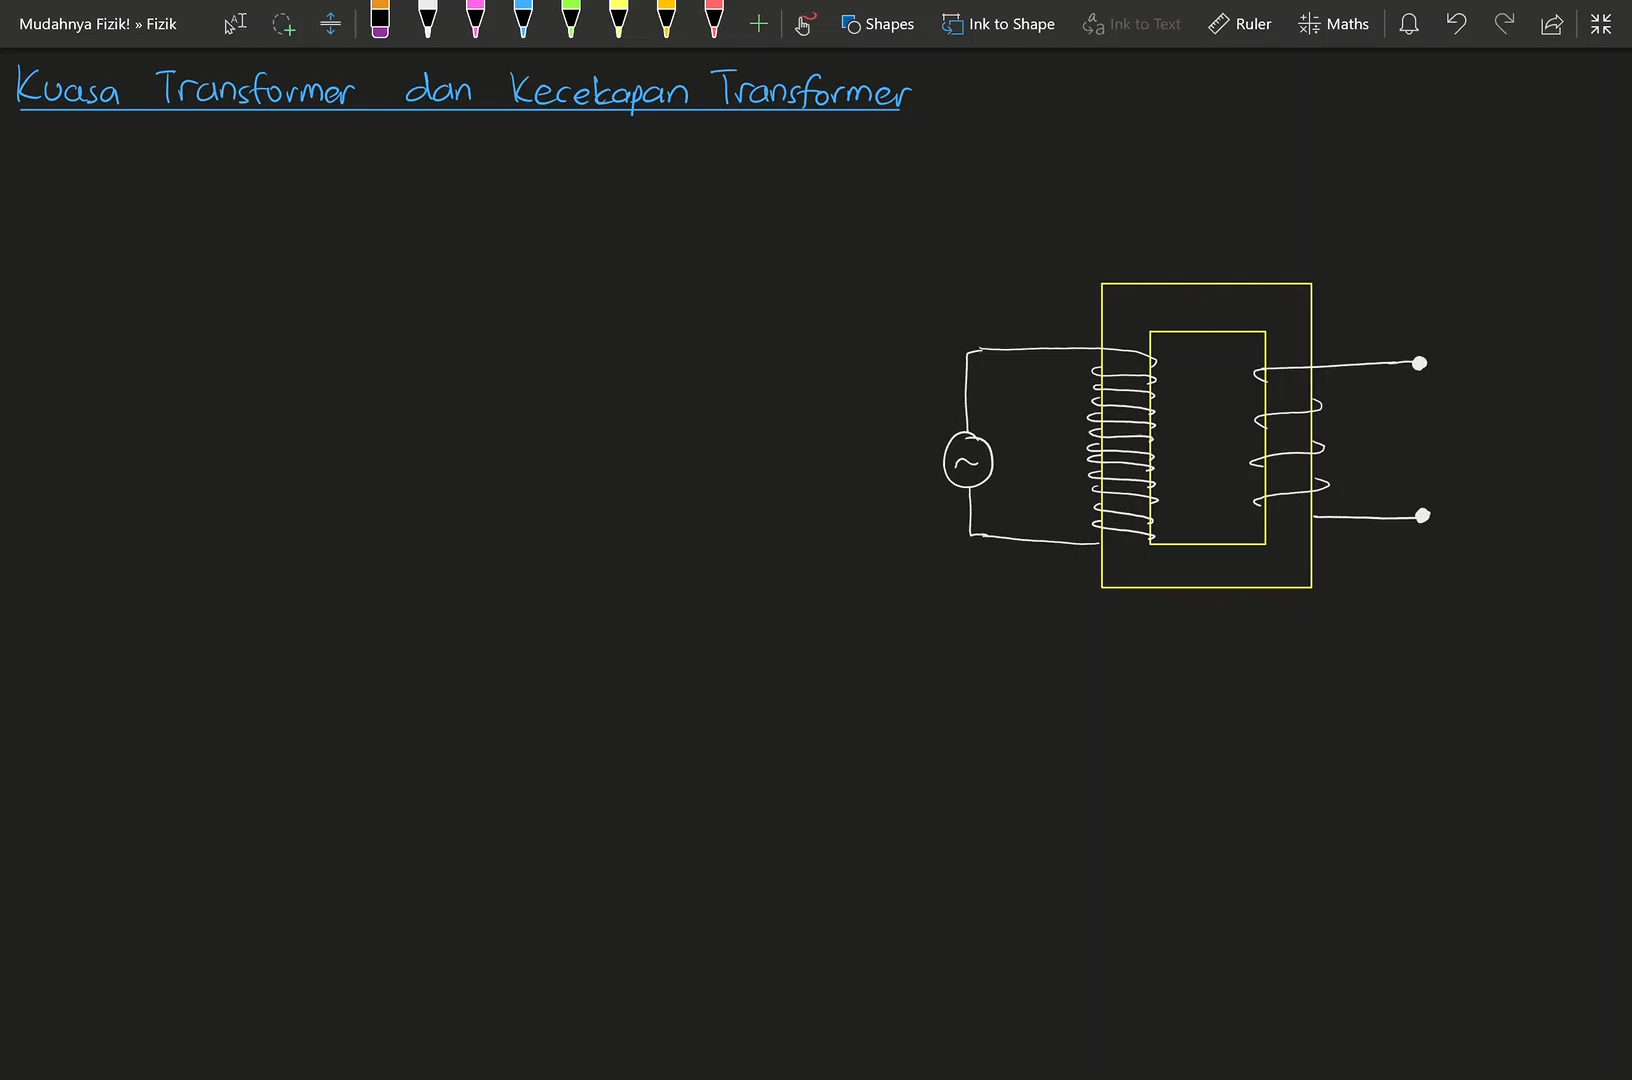 Mudahnya Fizik! » Fizik
Shapes
Ink to Shape
Ink to Text
Ruler
Maths
Kuasa Transformer dan Kecekapan Transformer